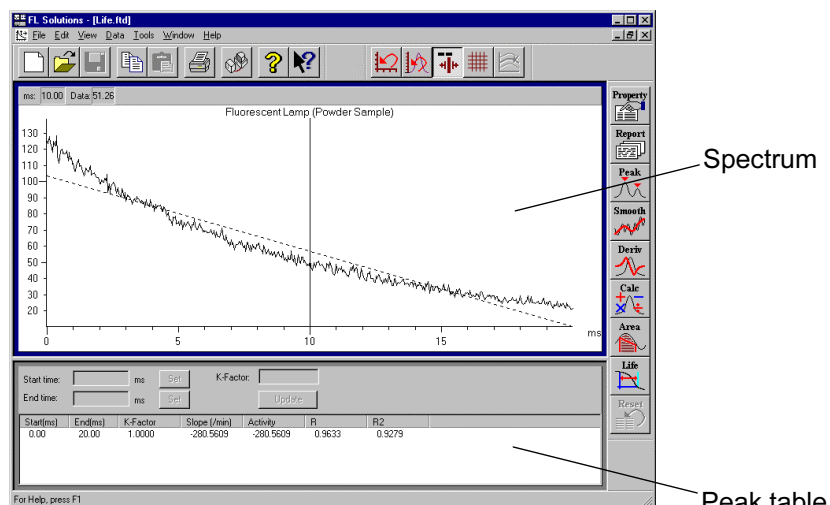 FL Solutions - [Life.ftd]
File Edit View Data Tools Window Help
ms: 10.00 Data: 51.26
Fluorescent Lamp (Powder Sample)
130
120
110
100
90
80
70
60
50
40
30
20
0 5 10 15 ms
Property
Report
Peak
Smooth
Deriv
Calc
Area
Life
Reset
Spectrum
Start time: ms Set K-Factor:
End time: ms Set Update
Start(ms) End(ms) K-Factor Slope (/min) Activity R R2
0.00 20.00 1.0000 -280.5609 -280.5609 0.9633 0.9279
Peak table
For Help, press F1